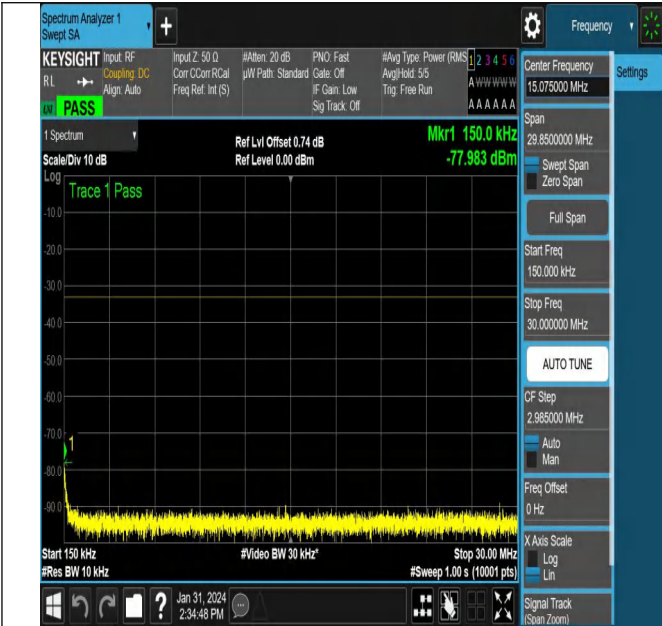 Spectrum Analyzer 1
Swept SA
+
Frequency
KEYSIGHT
RL
LXI
PASS
Input: RF
Coupling: DC
Align: Auto
Input Z: 50 Ω
Corr CCorr RCal
Freq Ref: Int (S)
#Atten: 20 dB
µW Path: Standard
PNO: Fast
Gate: Off
IF Gain: Low
Sig Track: Off
#Avg Type: Power (RMS
Avg|Hold: 5/5
Trig: Free Run
1 2 3 4 5 6
A W W W W W
A A A A A A
1 Spectrum
Scale/Div 10 dB
Ref Lvl Offset 0.74 dB
Ref Level 0.00 dBm
Mkr1 150.0 kHz
-77.983 dBm
Log
Trace 1 Pass
-10.0
-20.0
-30.0
-40.0
-50.0
-60.0
-70.0
1
-80.0
-90.0
Start 150 kHz
#Video BW 30 kHz*
Stop 30.00 MHz
#Res BW 10 kHz
#Sweep 1.00 s (10001 pts)
?
Jan 31, 2024
2:34:48 PM
Center Frequency
15.075000 MHz
Settings
Span
29.8500000 MHz
Swept Span
Zero Span
Full Span
Start Freq
150.000 kHz
Stop Freq
30.000000 MHz
AUTO TUNE
CF Step
2.985000 MHz
Auto
Man
Freq Offset
0 Hz
X Axis Scale
Log
Lin
Signal Track
(Span Zoom)